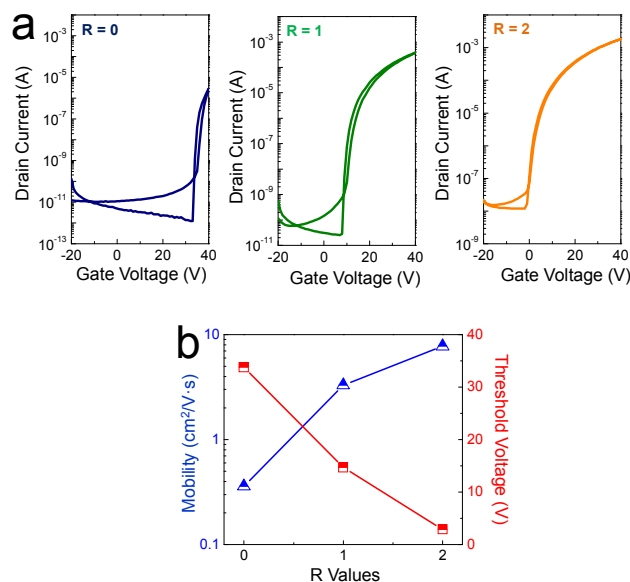 a
R = 0
Drain Current (A)
10⁻³
10⁻⁵
10⁻⁷
10⁻⁹
10⁻¹¹
10⁻¹³
-20 0 20 40
Gate Voltage (V)
R = 1
Drain Current (A)
10⁻³
10⁻⁵
10⁻⁷
10⁻⁹
10⁻¹¹
-20 0 20 40
Gate Voltage (V)
R = 2
Drain Current (A)
10⁻³
10⁻⁵
10⁻⁷
10⁻⁹
-20 0 20 40
Gate Voltage (V)
b
Mobility (cm²/V·s)
10
1
0.1
0 1 2
R Values
40
30
20
10
0
Threshold Voltage
(V)